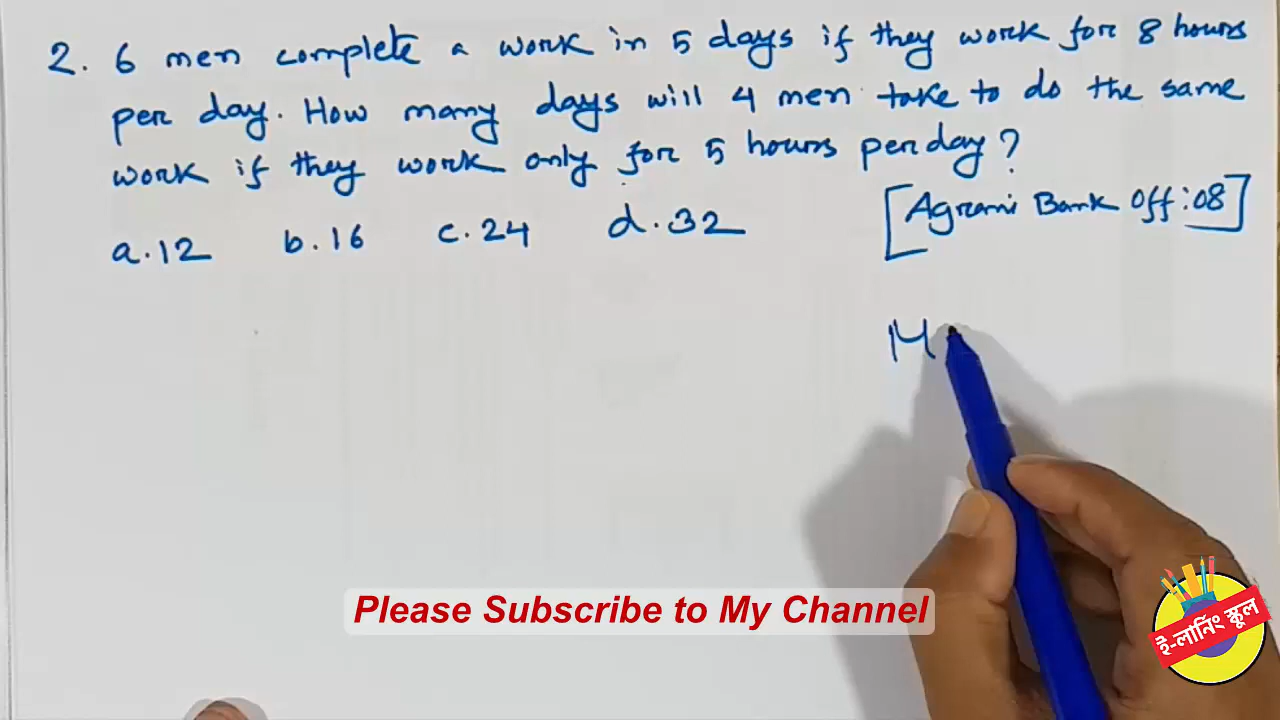 2. 6 men complete a work in 5 days if they work for 8 hours
per day. How many days will 4 men take to do the same
work if they work only for 5 hours per day?
[Agrani Bank Off:08]
a.12 b.16 c.24 d.32
M
Please Subscribe to My Channel
ই-লার্নিং স্কুল